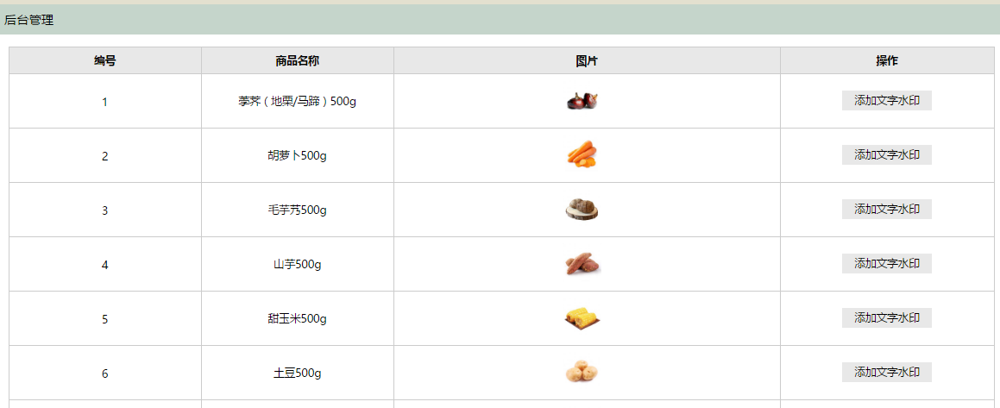 后台管理
编号 商品名称 图片 操作
1 荸荠（地栗/马蹄）500g 添加文字水印
2 胡萝卜500g 添加文字水印
3 毛芋艿500g 添加文字水印
4 山芋500g 添加文字水印
5 甜玉米500g 添加文字水印
6 土豆500g 添加文字水印